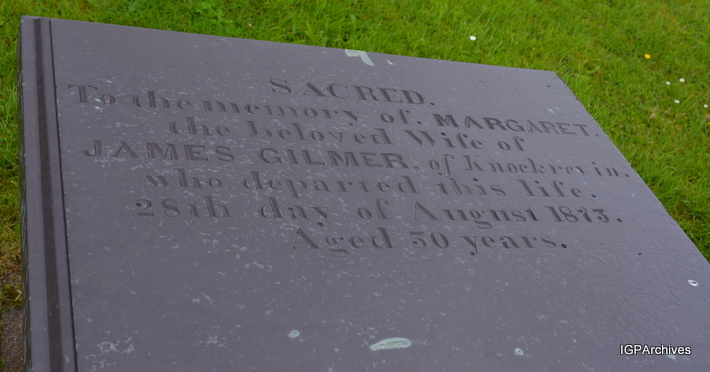 SACRED.
To the memory of. MARGARET.
the beloved Wife of
JAMES GILMER, of Knockrevin.
who departed this life.
28th day of August 1873.
Aged 50 years.
IGPArchives